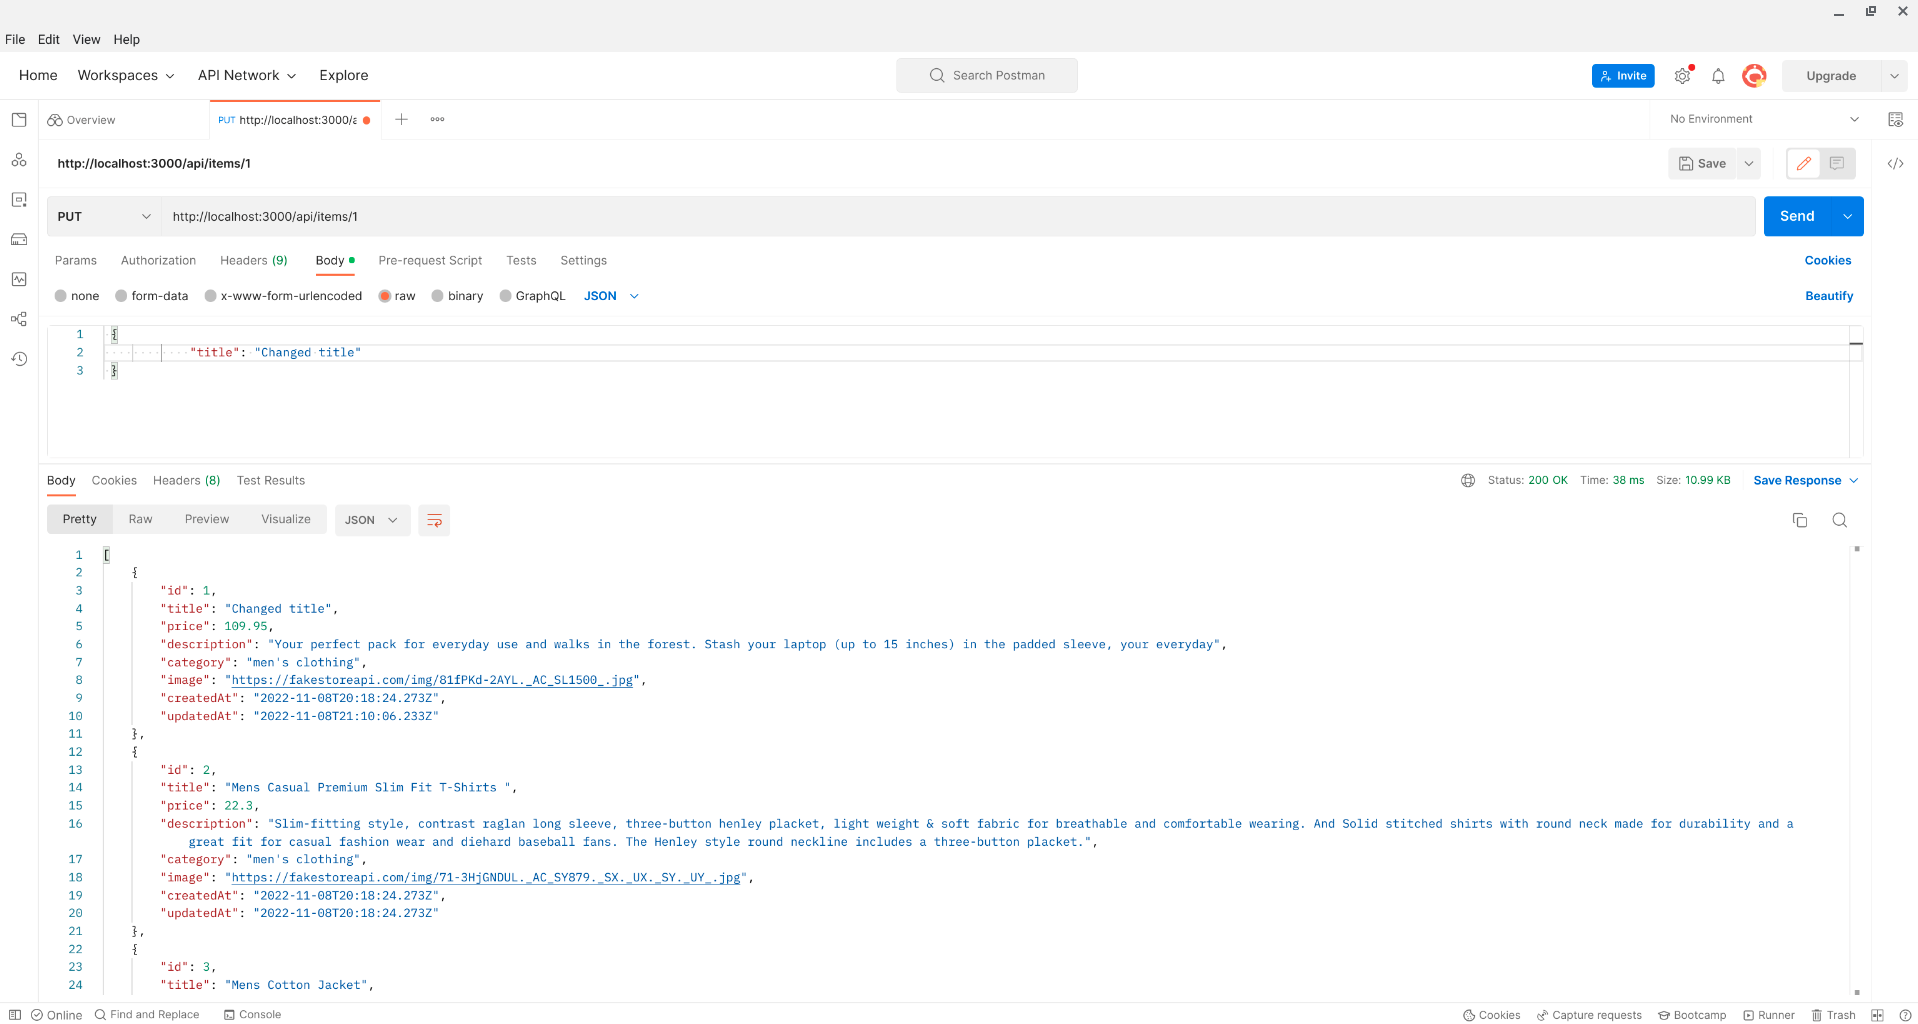 File Edit View Help
Home Workspaces API Network Explore Search Postman Invite Upgrade
Overview PUT http://localhost:3000/a No Environment
http://localhost:3000/api/items/1 Save
PUT http://localhost:3000/api/items/1 Send
Params Authorization Headers (9) Body Pre-request Script Tests Settings Cookies
none form-data x-www-form-urlencoded raw binary GraphQL JSON Beautify
1 {
2 "title": "Changed title"
3 }
Body Cookies Headers (8) Test Results Status: 200 OK Time: 38 ms Size: 10.99 KB Save Response
Pretty Raw Preview Visualize JSON
1 [
2 {
3 "id": 1,
4 "title": "Changed title",
5 "price": 109.95,
6 "description": "Your perfect pack for everyday use and walks in the forest. Stash your laptop (up to 15 inches) in the padded sleeve, your everyday",
7 "category": "men's clothing",
8 "image": "https://fakestoreapi.com/img/81fPKd-2AYL._AC_SL1500_.jpg",
9 "createdAt": "2022-11-08T20:18:24.273Z",
10 "updatedAt": "2022-11-08T21:10:06.233Z"
11 },
12 {
13 "id": 2,
14 "title": "Mens Casual Premium Slim Fit T-Shirts ",
15 "price": 22.3,
16 "description": "Slim-fitting style, contrast raglan long sleeve, three-button henley placket, light weight & soft fabric for breathable and comfortable wearing. And Solid stitched shirts with round neck made for durability and a
great fit for casual fashion wear and diehard baseball fans. The Henley style round neckline includes a three-button placket.",
17 "category": "men's clothing",
18 "image": "https://fakestoreapi.com/img/71-3HjGNDUL._AC_SY879._SX._UX._SY._UY_.jpg",
19 "createdAt": "2022-11-08T20:18:24.273Z",
20 "updatedAt": "2022-11-08T20:18:24.273Z"
21 },
22 {
23 "id": 3,
24 "title": "Mens Cotton Jacket",
Online Find and Replace Console Cookies Capture requests Bootcamp Runner Trash